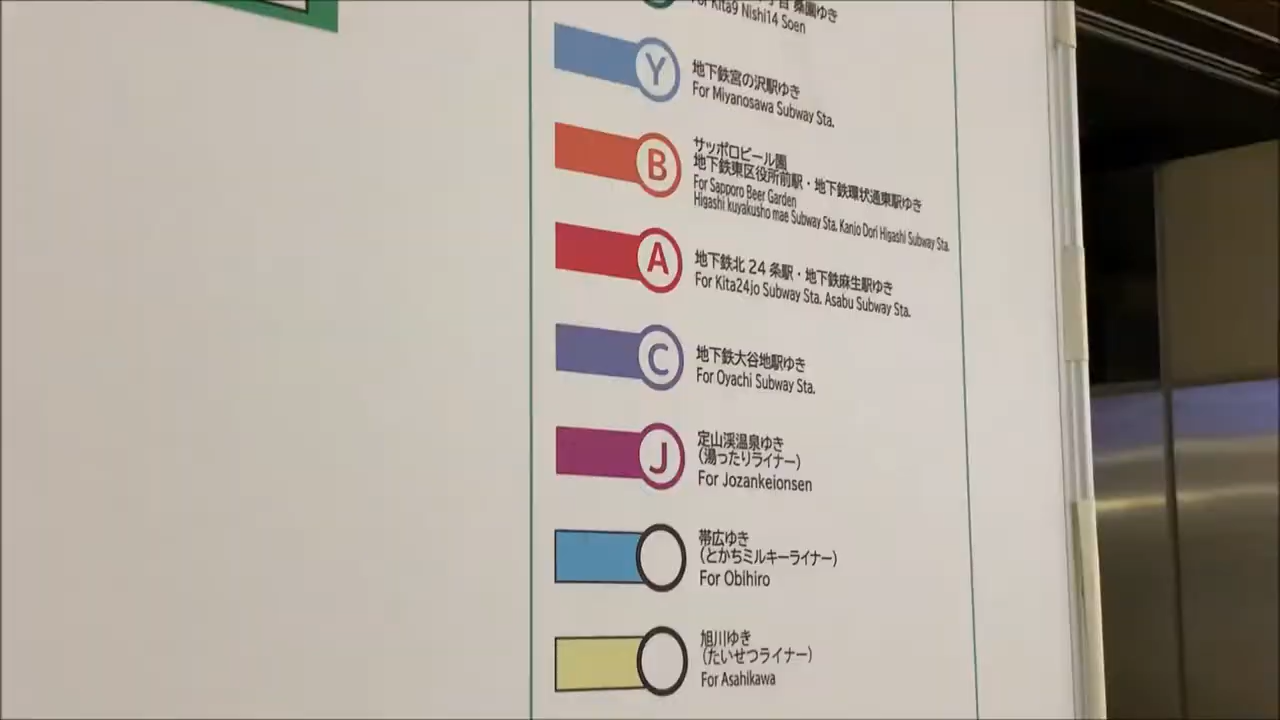 桑園ゆき
For Kita9 Nishi14 Soen
Y
地下鉄宮の沢駅ゆき
For Miyanosawa Subway Sta.
B
サッポロビール園
地下鉄東区役所前駅・地下鉄環状通東駅ゆき
For Sapporo Beer Garden
Higashi kuyakusho mae Subway Sta. Kanjo Dori Higashi Subway Sta.
A
地下鉄北24条駅・地下鉄麻生駅ゆき
For Kita24jo Subway Sta. Asabu Subway Sta.
C
地下鉄大谷地駅ゆき
For Oyachi Subway Sta.
J
定山渓温泉ゆき
(湯ったりライナー)
For Jozankeionsen
帯広ゆき
(とかちミルキーライナー)
For Obihiro
旭川ゆき
(たいせつライナー)
For Asahikawa